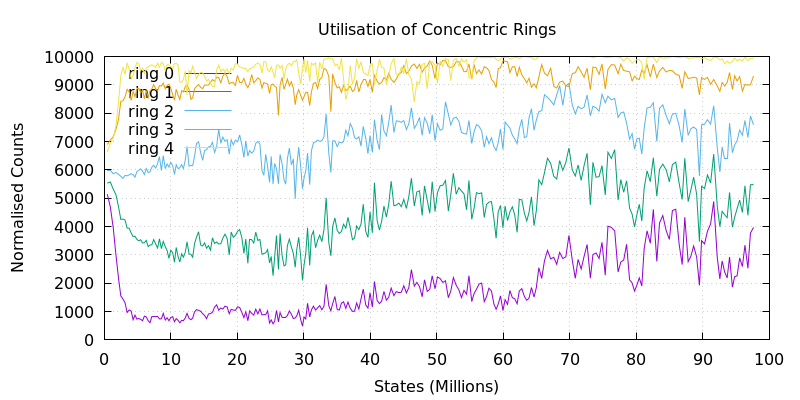 Utilisation of Concentric Rings
Normalised Counts
10000
9000
8000
7000
6000
5000
4000
3000
2000
1000
0
ring 0
ring 1
ring 2
ring 3
ring 4
0 10 20 30 40 50 60 70 80 90 100
States (Millions)